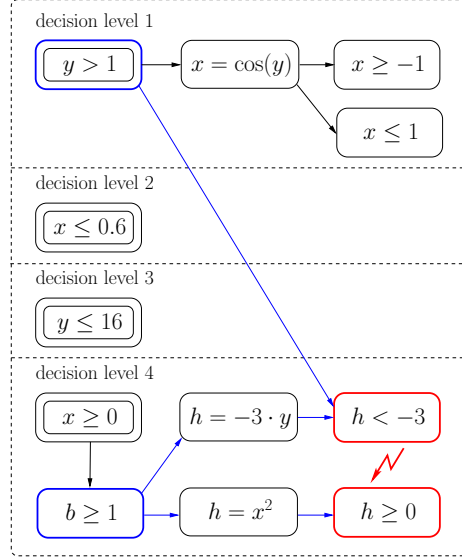 decision level 1
y > 1
x = cos(y)
x ≥ −1
x ≤ 1
decision level 2
x ≤ 0.6
decision level 3
y ≤ 16
decision level 4
x ≥ 0
h = −3 · y
h < −3
b ≥ 1
h = x²
h ≥ 0